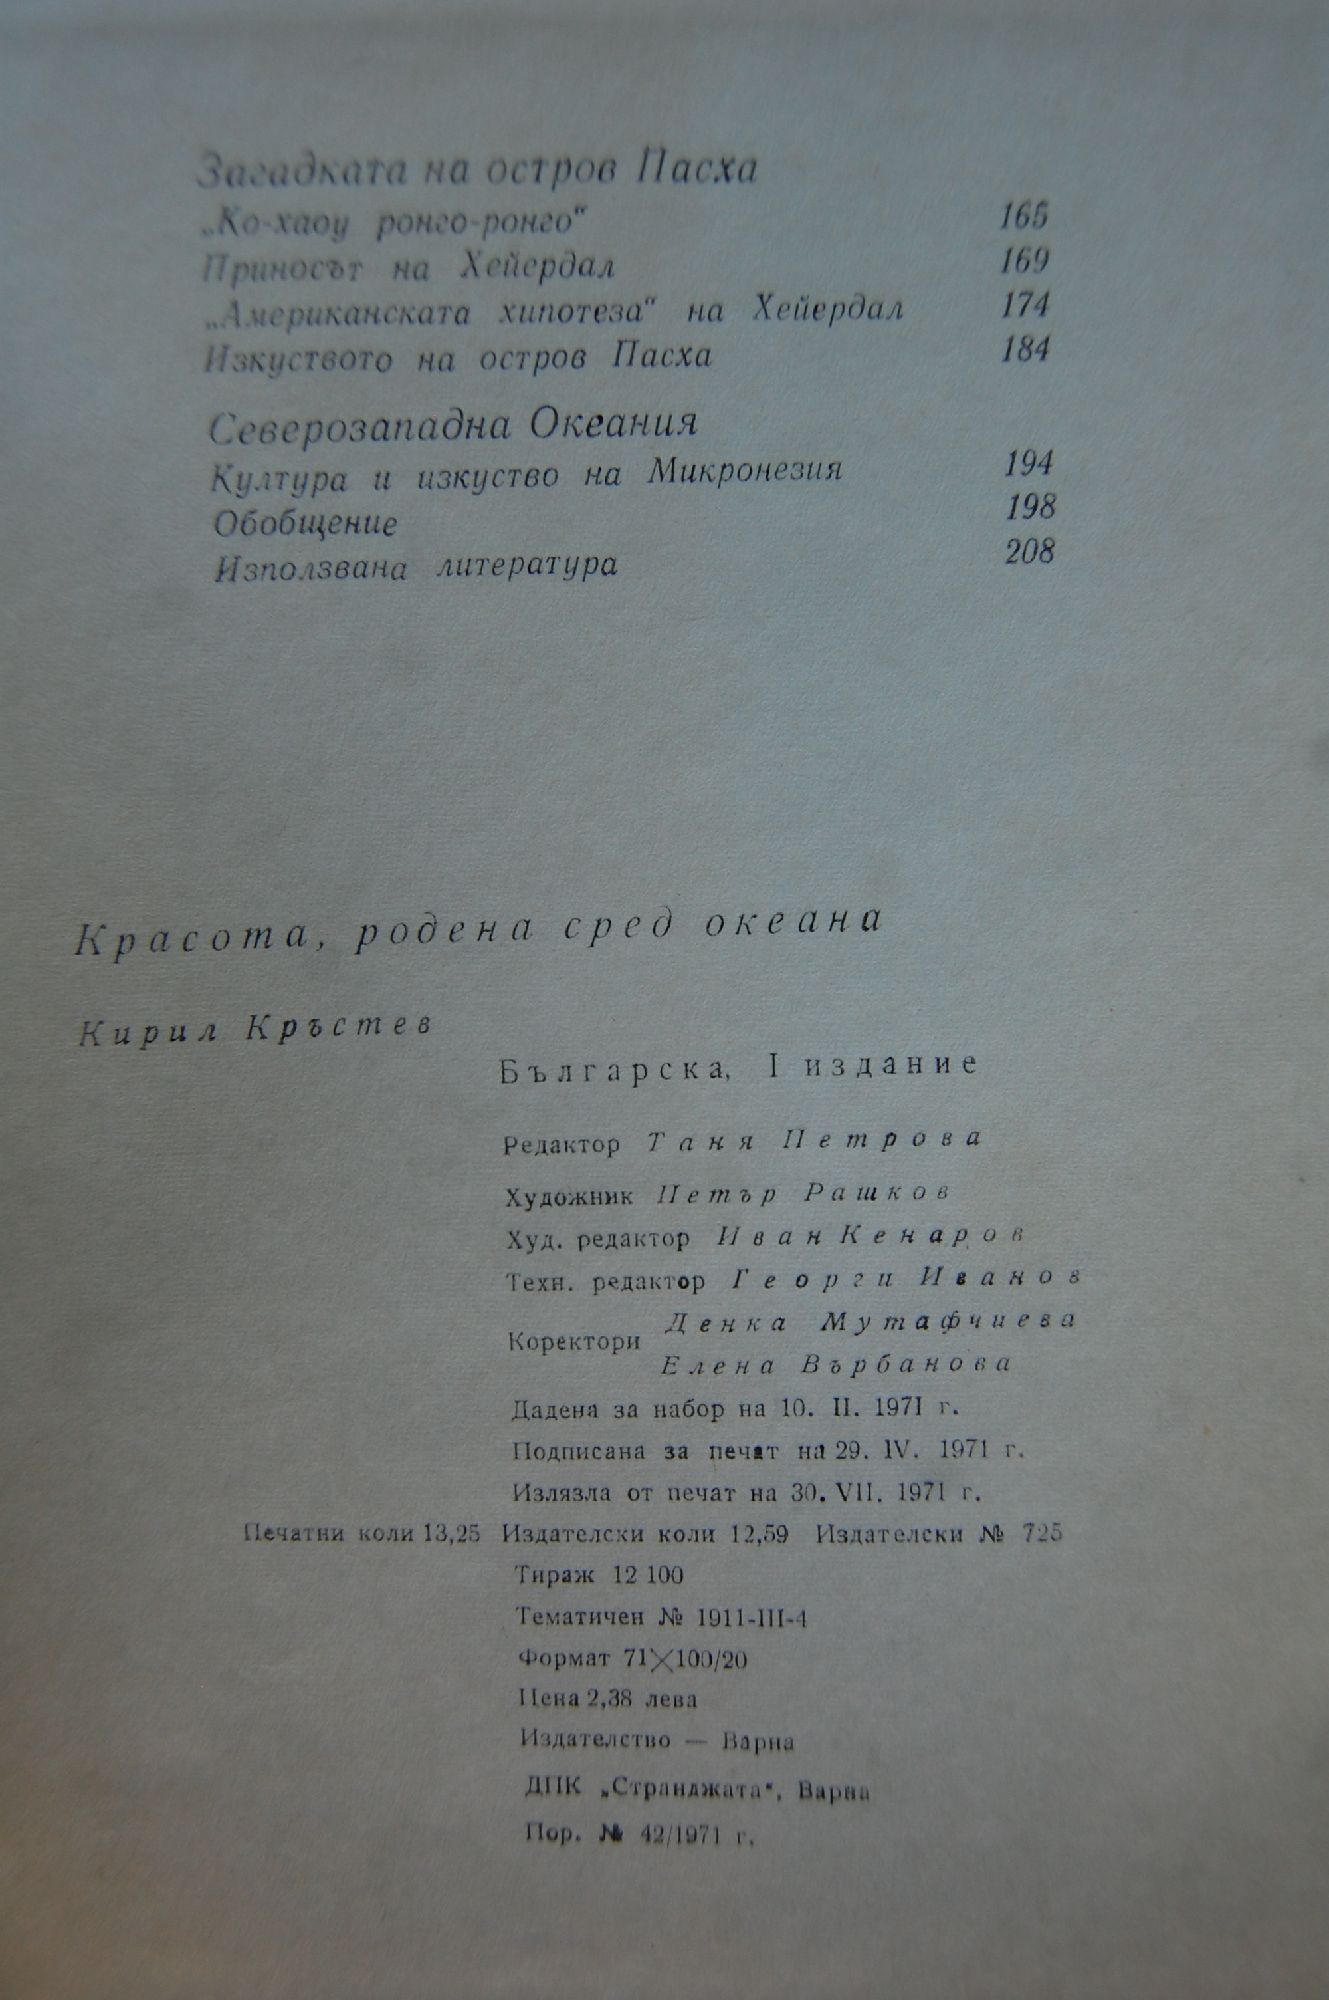 Загадката на остров Пасха
„Ко-хаоу ронго-ронго“ 165
Приносът на Хейердал 169
„Американската хипотеза“ на Хейердал 174
Изкуството на остров Пасха 184
Северозападна Океания
Култура и изкуство на Микронезия 194
Обобщение 198
Използвана литература 208
Красота, родена сред океана
Кирил Кръстев
Българска, I издание
Редактор Таня Петрова
Художник Петър Рашков
Худ. редактор Иван Кенаров
Техн. редактор Георги Иванов
Коректори Денка Мутафчиева
Елена Върбанова
Дадена за набор на 10. II. 1971 г.
Подписана за печат на 29. IV. 1971 г.
Излязла от печат на 30. VII. 1971 г.
Печатни коли 13,25 Издателски коли 12,59 Издателски № 725
Тираж 12 100
Тематичен № 1911-III-4
Формат 71×100/20
Цена 2,38 лева
Издателство — Варна
ДПК „Странджата“, Варна
Пор. № 42/1971 г.